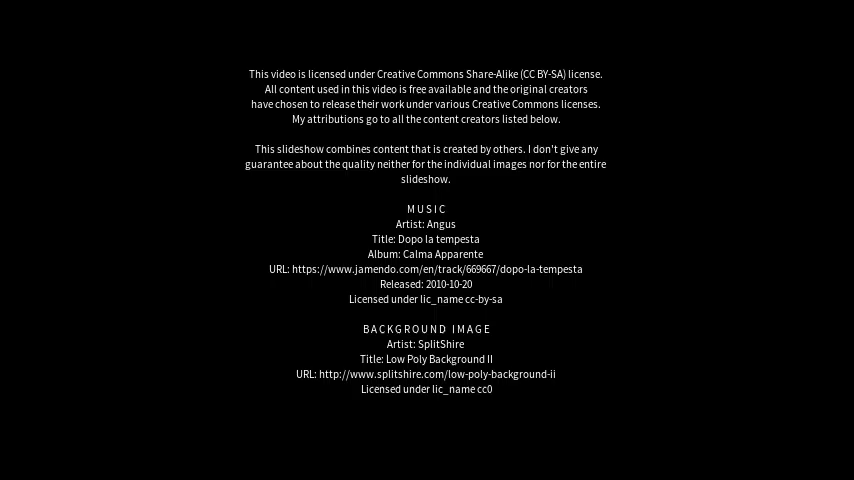 This video is licensed under Creative Commons Share-Alike (CC BY-SA) license.
All content used in this video is free available and the original creators
have chosen to release their work under various Creative Commons licenses.
My attributions go to all the content creators listed below.
This slideshow combines content that is created by others. I don't give any
guarantee about the quality neither for the individual images nor for the entire
slideshow.
MUSIC
Artist: Angus
Title: Dopo la tempesta
Album: Calma Apparente
URL: https://www.jamendo.com/en/track/669667/dopo-la-tempesta
Released: 2010-10-20
Licensed under lic_name cc-by-sa
BACKGROUND IMAGE
Artist: SplitShire
Title: Low Poly Background II
URL: http://www.splitshire.com/low-poly-background-ii
Licensed under lic_name cc0